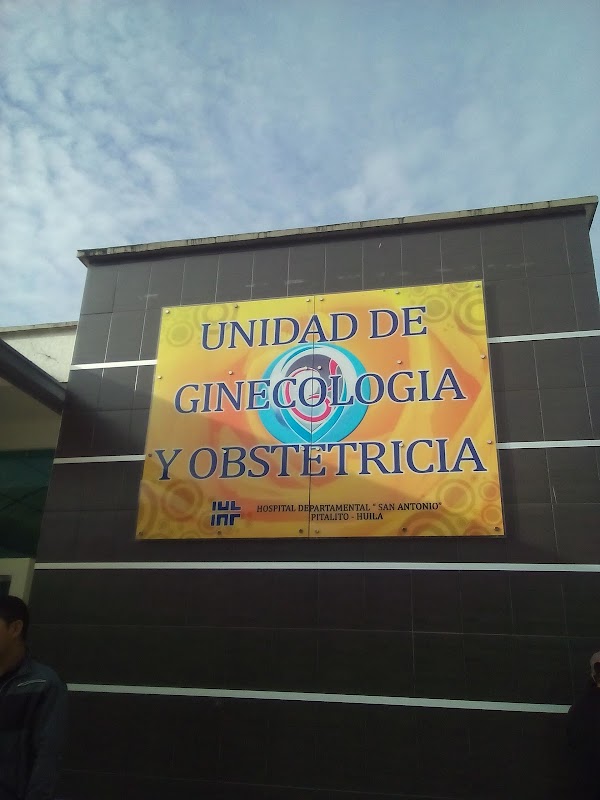 UNIDAD DE
GINECOLOGIA
Y OBSTETRICIA
HOSPITAL DEPARTAMENTAL " SAN ANTONIO"
PITALITO - HUILA